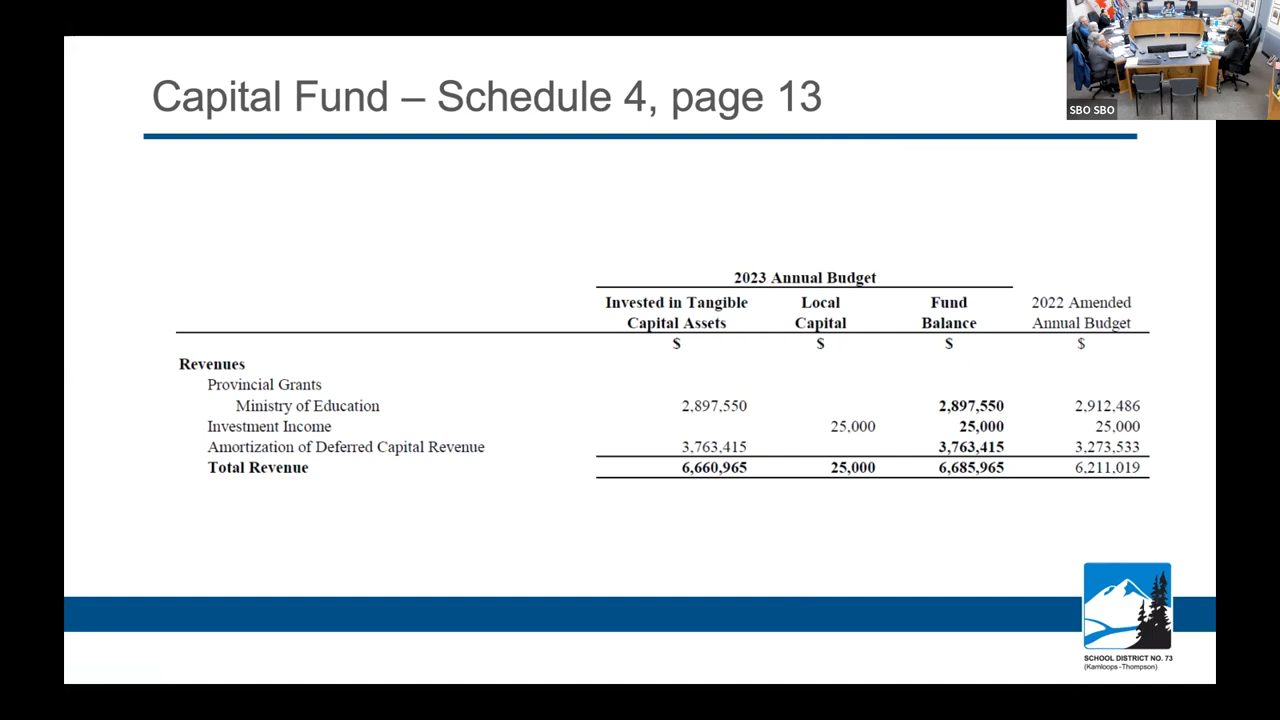 Capital Fund – Schedule 4, page 13
SBO SBO
2023 Annual Budget
Invested in Tangible Local Fund 2022 Amended
Capital Assets Capital Balance Annual Budget
$ $ $ $
Revenues
Provincial Grants
Ministry of Education 2,897,550 2,897,550 2,912,486
Investment Income 25,000 25,000 25,000
Amortization of Deferred Capital Revenue 3,763,415 3,763,415 3,273,533
Total Revenue 6,660,965 25,000 6,685,965 6,211,019
SCHOOL DISTRICT NO. 73
(Kamloops -Thompson)